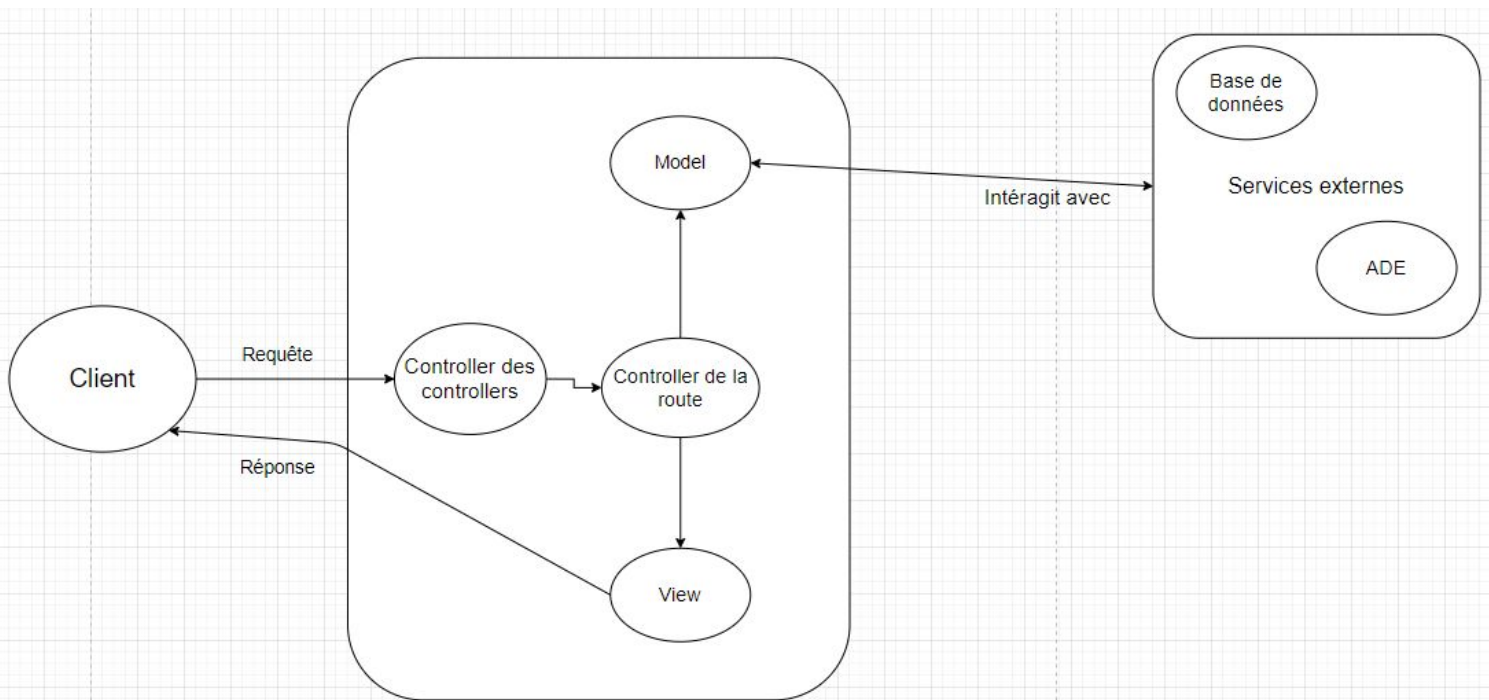 Base de
données
Model
Services externes
Intéragit avec
ADE
Requête
Client
Controller des
controllers
Controller de la
route
Réponse
View